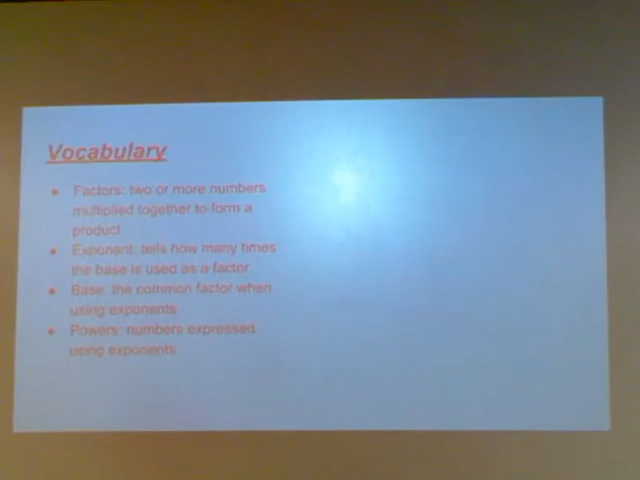 Vocabulary
● Factors: two or more numbers
multiplied together to form a
product
● Exponent: tells how many times
the base is used as a factor
● Base: the common factor when
using exponents
● Powers: numbers expressed
using exponents